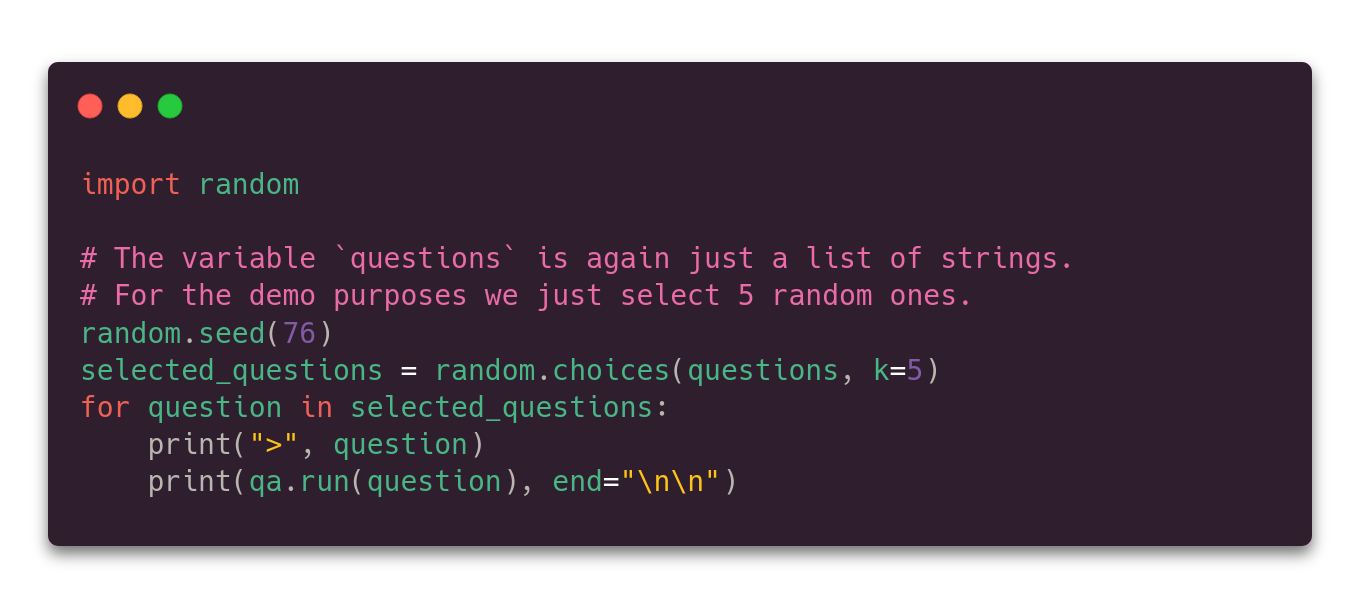 import random

# The variable `questions` is again just a list of strings.
# For the demo purposes we just select 5 random ones.
random.seed(76)
selected_questions = random.choices(questions, k=5)
for question in selected_questions:
    print(">", question)
    print(qa.run(question), end="\n\n")